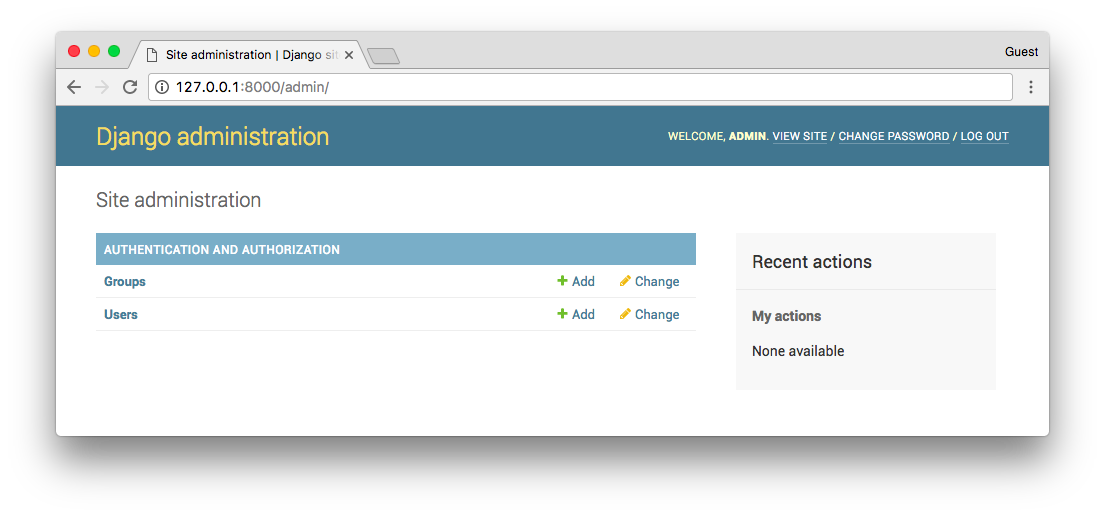 Site administration | Django sit
Guest
127.0.0.1:8000/admin/
Django administration
WELCOME, ADMIN. VIEW SITE / CHANGE PASSWORD / LOG OUT
Site administration
AUTHENTICATION AND AUTHORIZATION
Groups Add Change
Users Add Change
Recent actions
My actions
None available